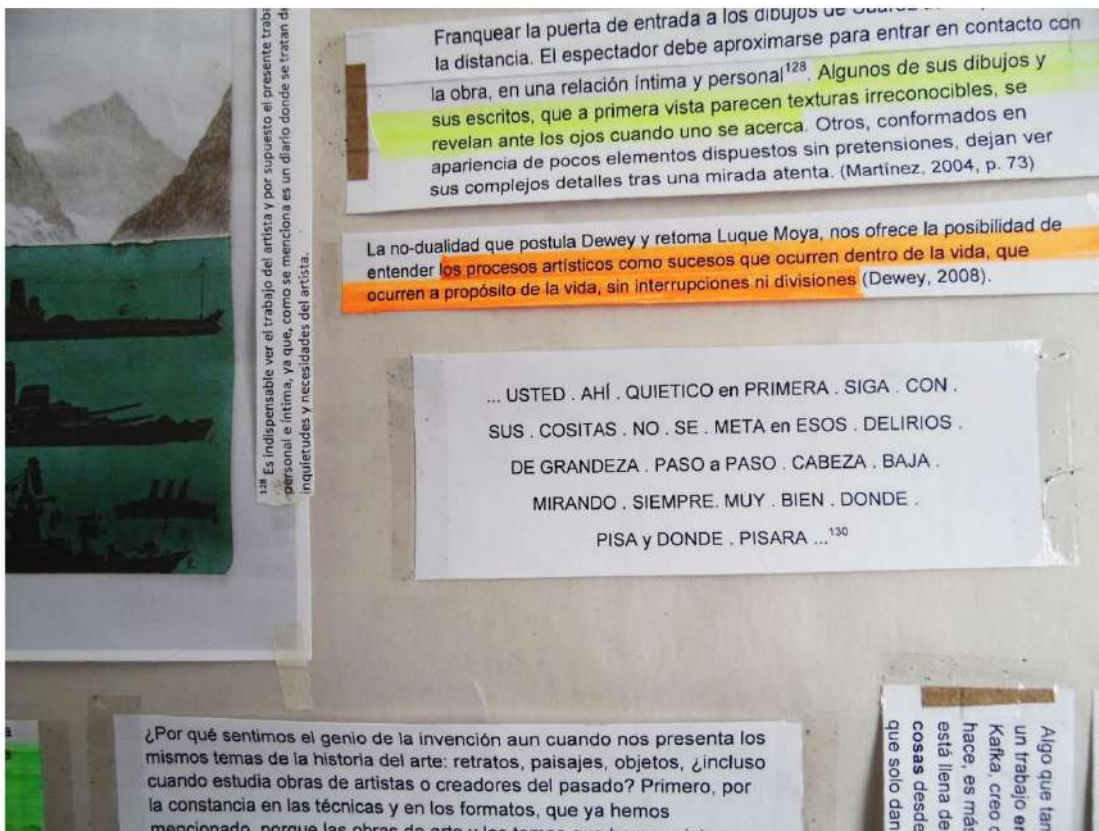 Franquear la puerta de entrada a los dibujos de
la distancia. El espectador debe aproximarse para entrar en contacto con
la obra, en una relación íntima y personal128. Algunos de sus dibujos y
sus escritos, que a primera vista parecen texturas irreconocibles, se
revelan ante los ojos cuando uno se acerca. Otros, conformados en
apariencia de pocos elementos dispuestos sin pretensiones, dejan ver
sus complejos detalles tras una mirada atenta. (Martínez, 2004, p. 73)
128 Es indispensable ver el trabajo del artista y por supuesto el presente
personal e íntima, ya que, como se menciona es un diario donde se tratan
inquietudes y necesidades del artista.
La no-dualidad que postula Dewey y retoma Luque Moya, nos ofrece la posibilidad de
entender los procesos artísticos como sucesos que ocurren dentro de la vida, que
ocurren a propósito de la vida, sin interrupciones ni divisiones (Dewey, 2008).
... USTED . AHÍ . QUIETICO en PRIMERA . SIGA . CON .
SUS . COSITAS . NO . SE . META en ESOS . DELIRIOS .
DE GRANDEZA . PASO a PASO . CABEZA . BAJA .
MIRANDO . SIEMPRE. MUY . BIEN . DONDE .
PISA y DONDE . PISARA ...130
¿Por qué sentimos el genio de la invención aun cuando nos presenta los
mismos temas de la historia del arte: retratos, paisajes, objetos, ¿incluso
cuando estudia obras de artistas o creadores del pasado? Primero, por
la constancia en las técnicas y en los formatos, que ya hemos
mencionado, porque las obras de arte y los temas que
Algo que
un trabajo
Kafka, creo
hace, es más
está llena de
cosas desde
que solo dan